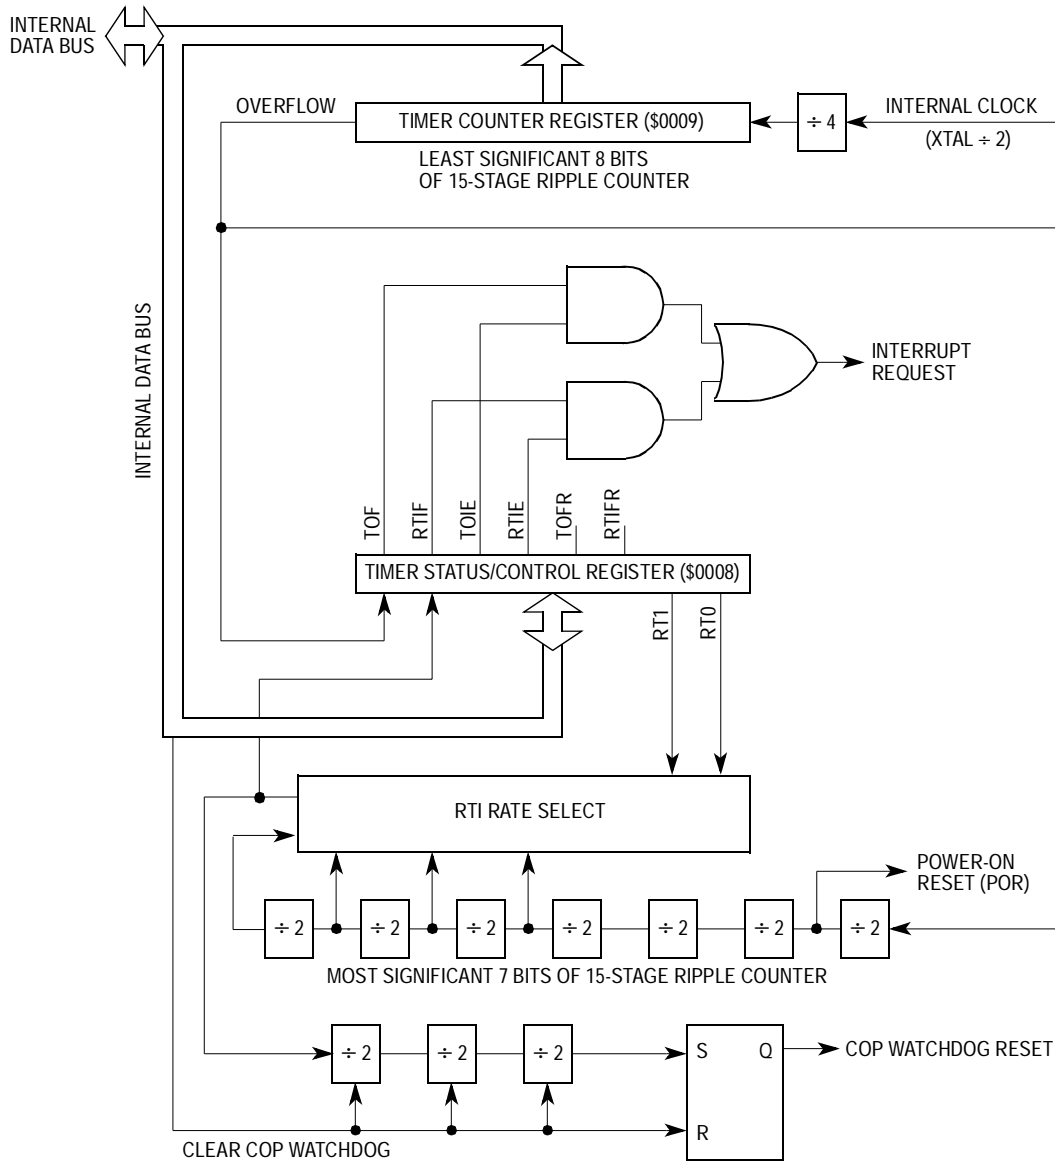 INTERNAL
DATA BUS
OVERFLOW
TIMER COUNTER REGISTER ($0009)
÷ 4
INTERNAL CLOCK
(XTAL ÷ 2)
LEAST SIGNIFICANT 8 BITS
OF 15-STAGE RIPPLE COUNTER
INTERNAL DATA BUS
INTERRUPT
REQUEST
TOF
RTIF
TOIE
RTIE
TOFR
RTIFR
TIMER STATUS/CONTROL REGISTER ($0008)
RT1
RT0
RTI RATE SELECT
POWER-ON
RESET (POR)
÷ 2
÷ 2
÷ 2
÷ 2
÷ 2
÷ 2
÷ 2
MOST SIGNIFICANT 7 BITS OF 15-STAGE RIPPLE COUNTER
÷ 2
÷ 2
÷ 2
S
Q
COP WATCHDOG RESET
R
CLEAR COP WATCHDOG